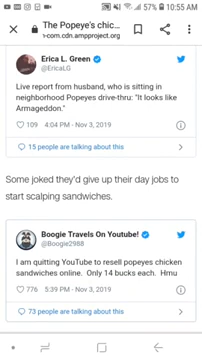 57% 10:55 AM
The Popeye's chic...
›-com.cdn.ampproject.org
Erica L. Green
@EricaLG
Live report from husband, who is sitting in
neighborhood Popeyes drive-thru: "It looks like
Armageddon."
109 4:04 PM - Nov 3, 2019
15 people are talking about this
Some joked they'd give up their day jobs to
start scalping sandwiches.
Boogie Travels On Youtube!
@Boogie2988
I am quitting YouTube to resell popeyes chicken
sandwiches online. Only 14 bucks each. Hmu
776 5:39 PM - Nov 3, 2019
73 people are talking about this